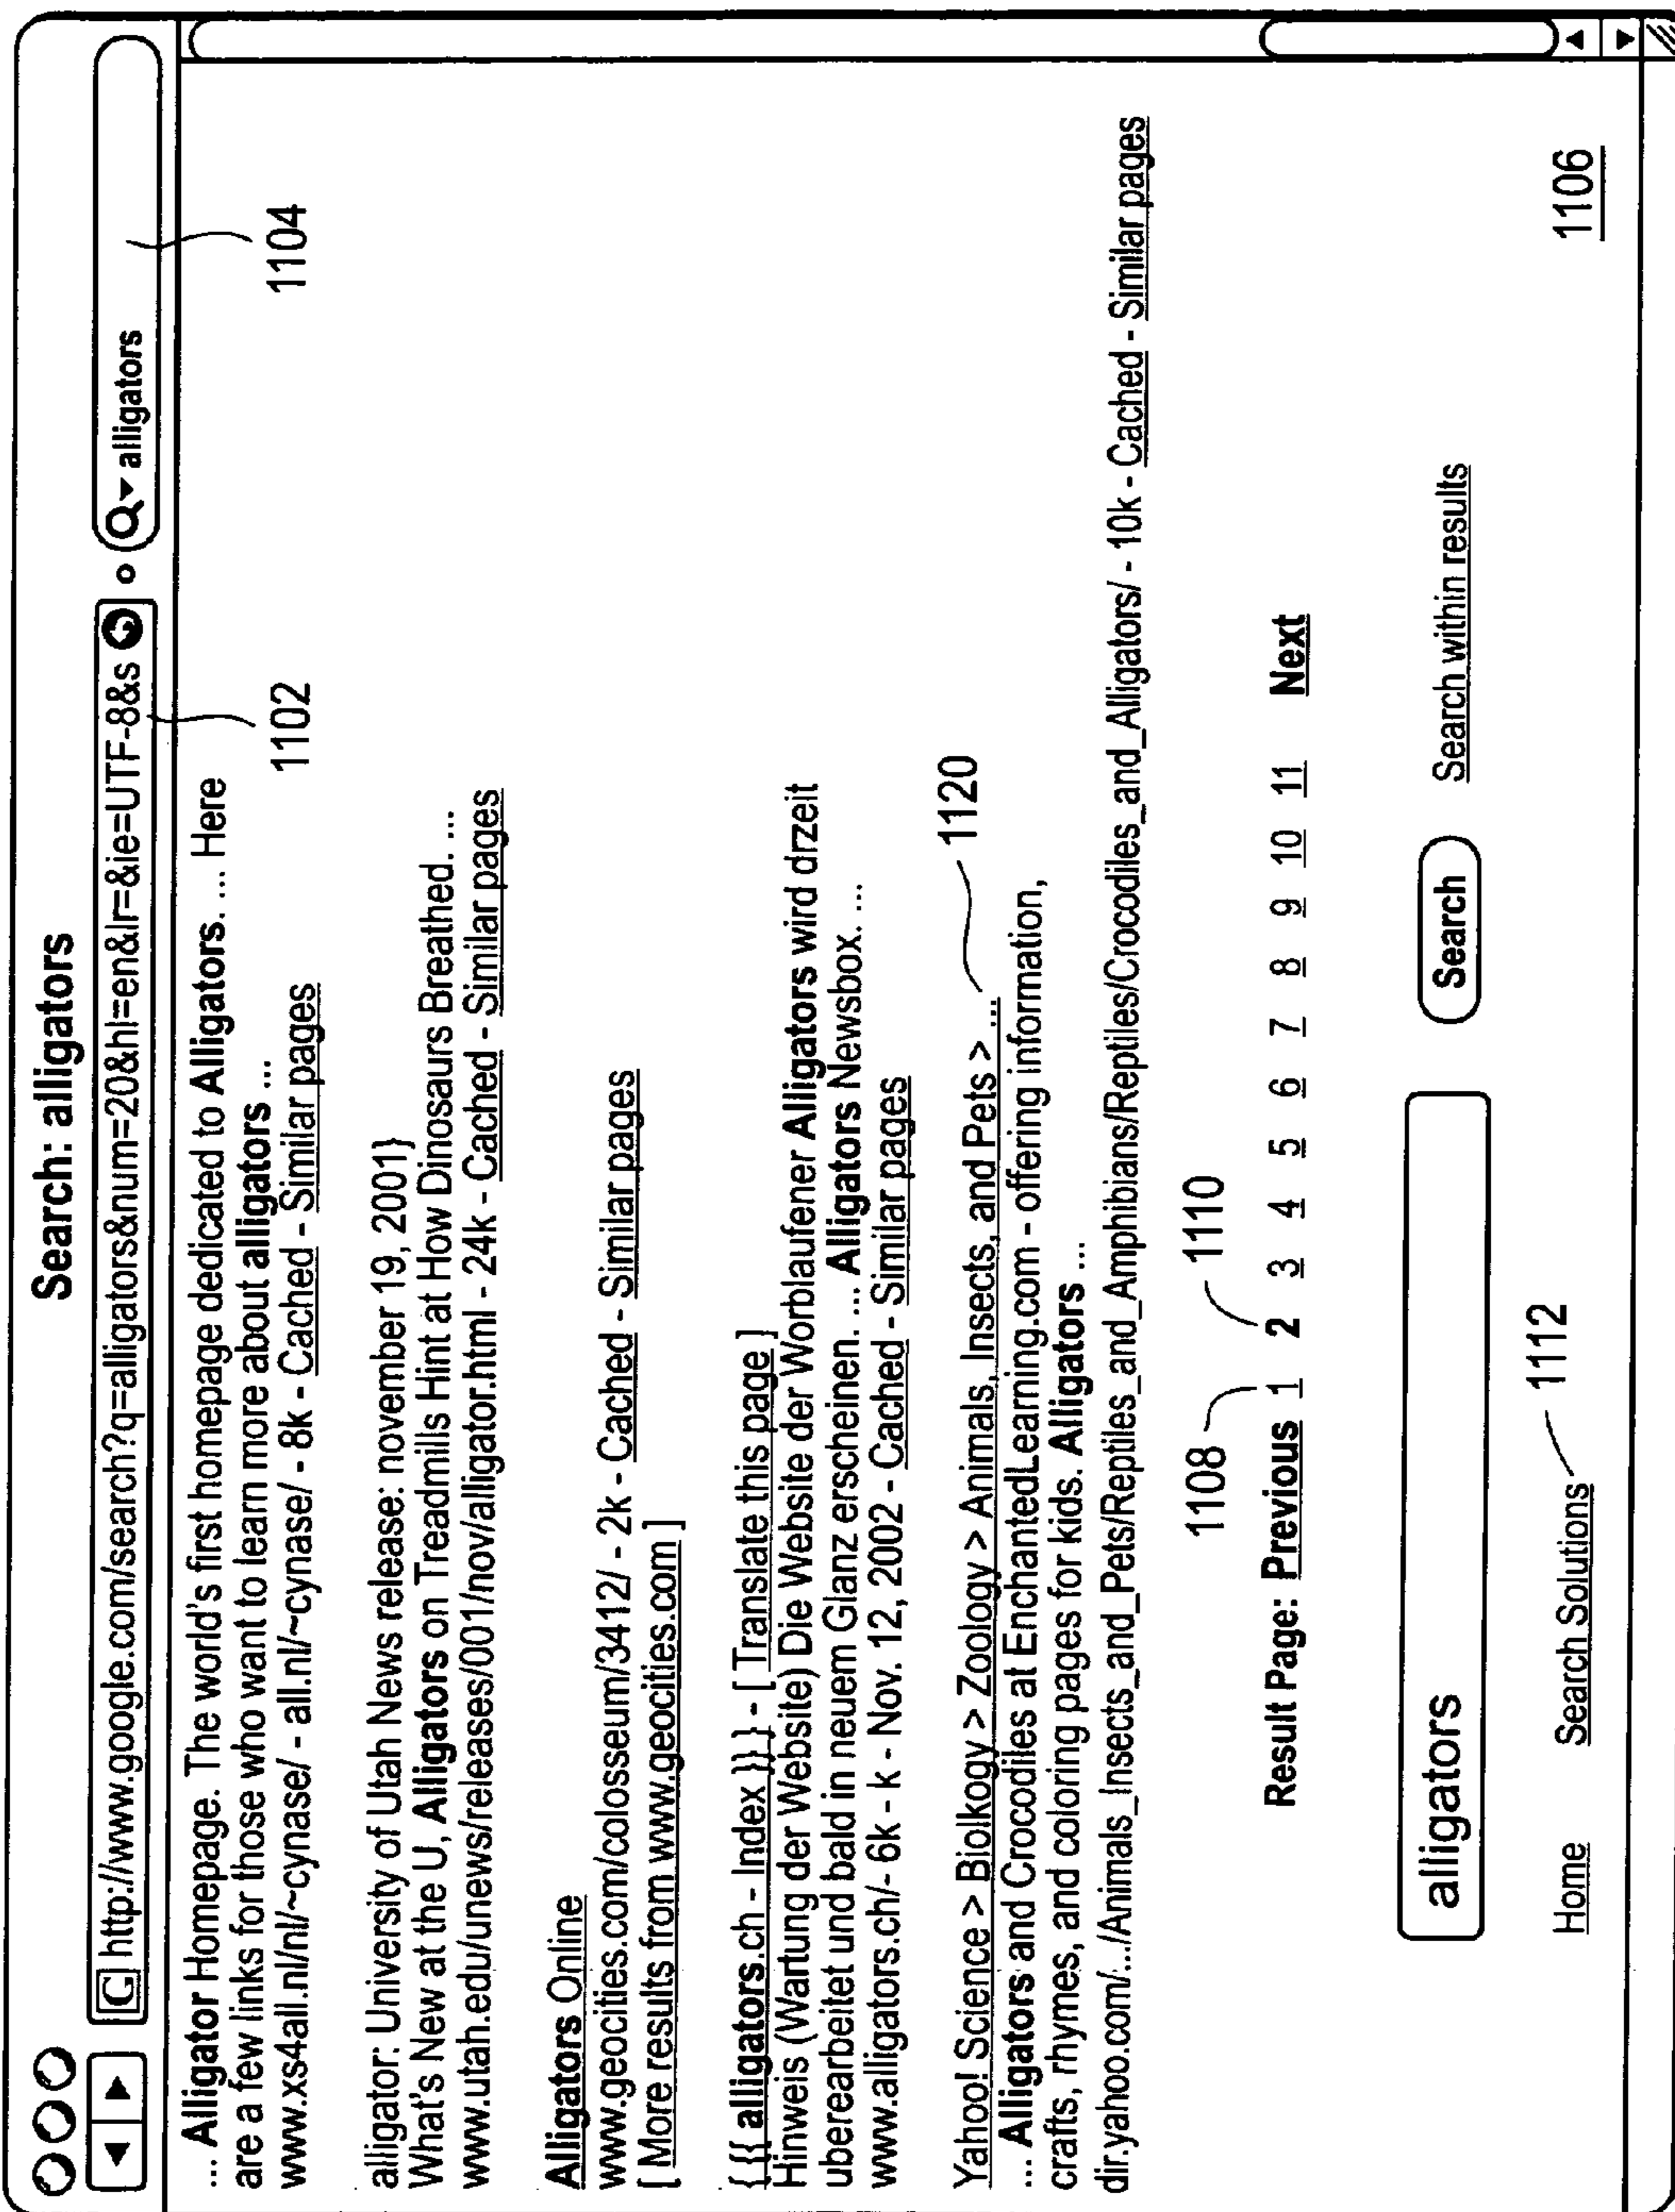 Search: alligators
G http://www.google.com/search?q=alligators&num=20&hl=en&lr=&ie=UTF-8&s alligators
1102 1104
... Alligator Homepage. The world's first homepage dedicated to Alligators. ... Here
are a few links for those who want to learn more about alligators ...
www.xs4all.nl/nl/~cynase/ - all.nl/~cynase/ - 8k - Cached - Similar pages
alligator: University of Utah News release: november 19, 2001}
What's New at the U, Alligators on Treadmills Hint at How Dinosaurs Breathed. ...
www.utah.edu/unews/releases/001/nov/alligator.html - 24k - Cached - Similar pages
Alligators Online
www.geocities.com/colosseum/3412/ - 2k - Cached - Similar pages
[ More results from www.geocities.com ]
{ {{ alligators.ch - Index }} } - [ Translate this page ]
Hinweis (Wartung der Website) Die Website der Worblaufener Alligators wird drzeit
uberearbeitet und bald in neuem Glanz erscheinen. ... Alligators Newsbox. ...
www.alligators.ch/- 6k - k - Nov. 12, 2002 - Cached - Similar pages
1120
Yahoo! Science > Biolkogy > Zoology > Animals, Insects, and Pets > ...
... Alligators and Crocodiles at EnchantedLearning.com - offering information,
crafts, rhymes, and coloring pages for kids. Alligators ...
dir.yahoo.com/.../Animals_Insects_and_Pets/Reptiles_and_Amphibians/Reptiles/Crocodiles_and_Alligators/ - 10k - Cached - Similar pages
1108 1110
Result Page: Previous 1 2 3 4 5 6 7 8 9 10 11 Next
alligators Search Search within results
1112
Home Search Solutions
1106